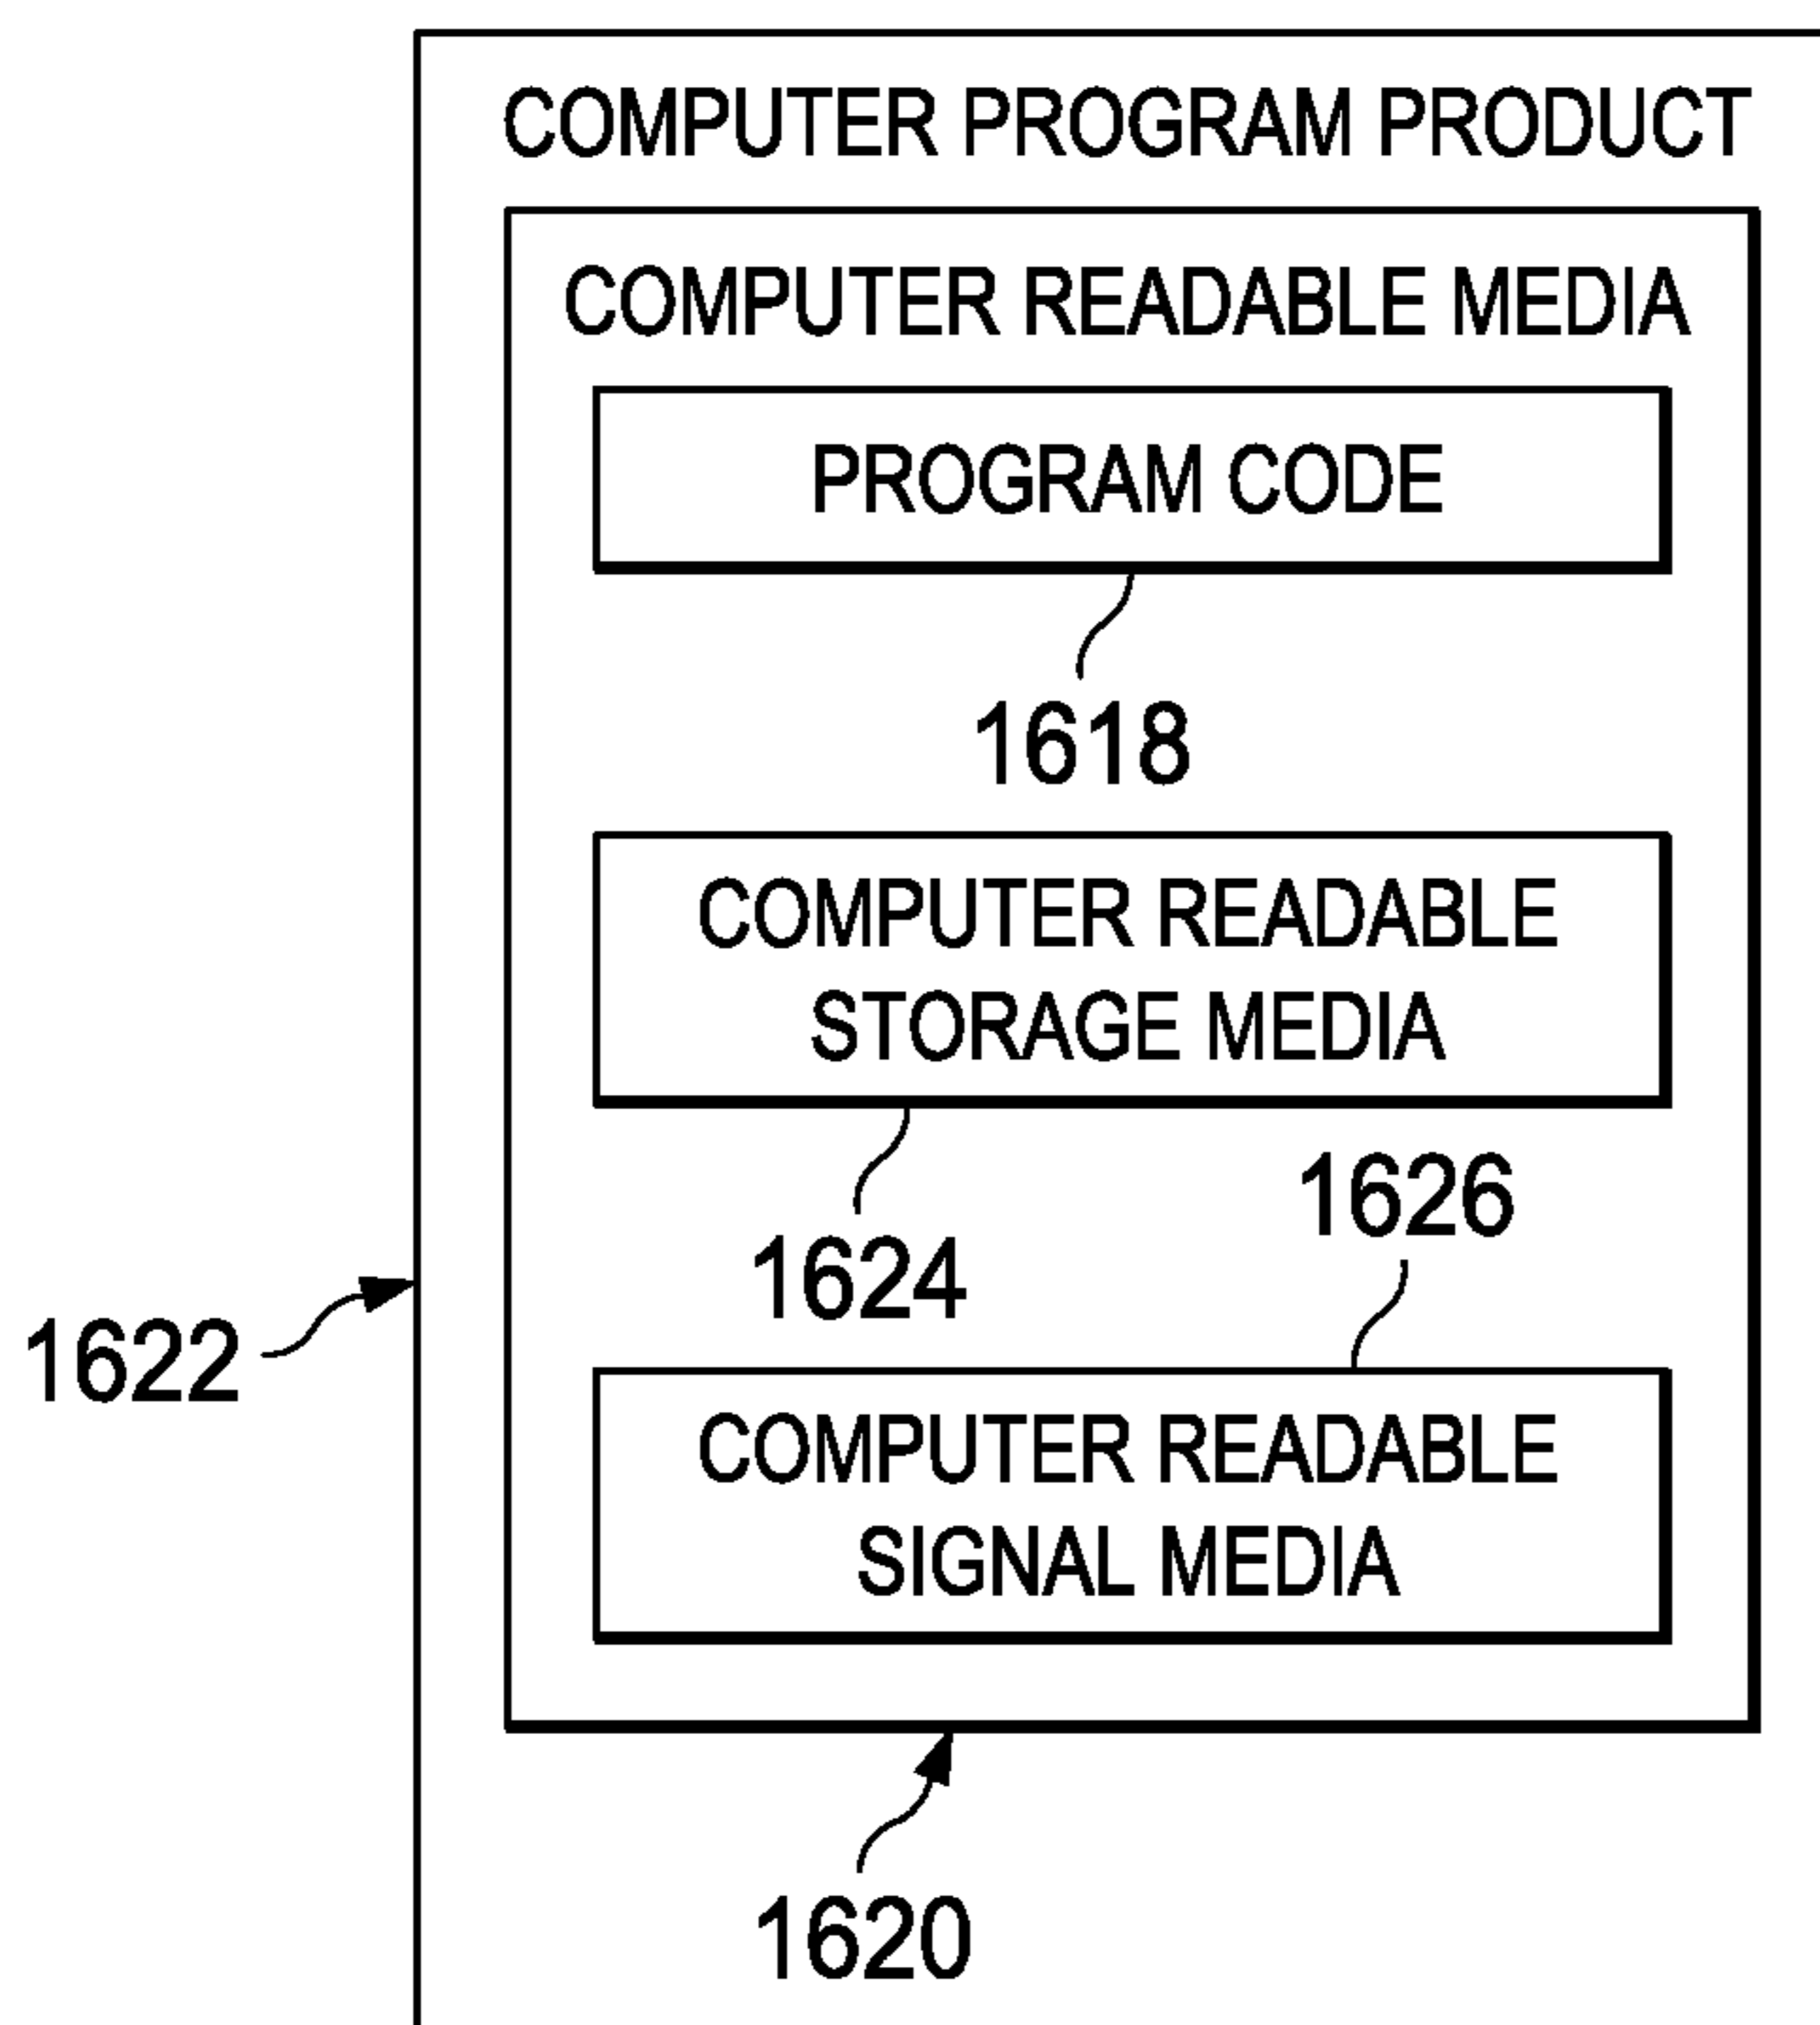 COMPUTER PROGRAM PRODUCT
COMPUTER READABLE MEDIA
PROGRAM CODE
1618
COMPUTER READABLE
STORAGE MEDIA
1626
1624
1622
COMPUTER READABLE
SIGNAL MEDIA
1620